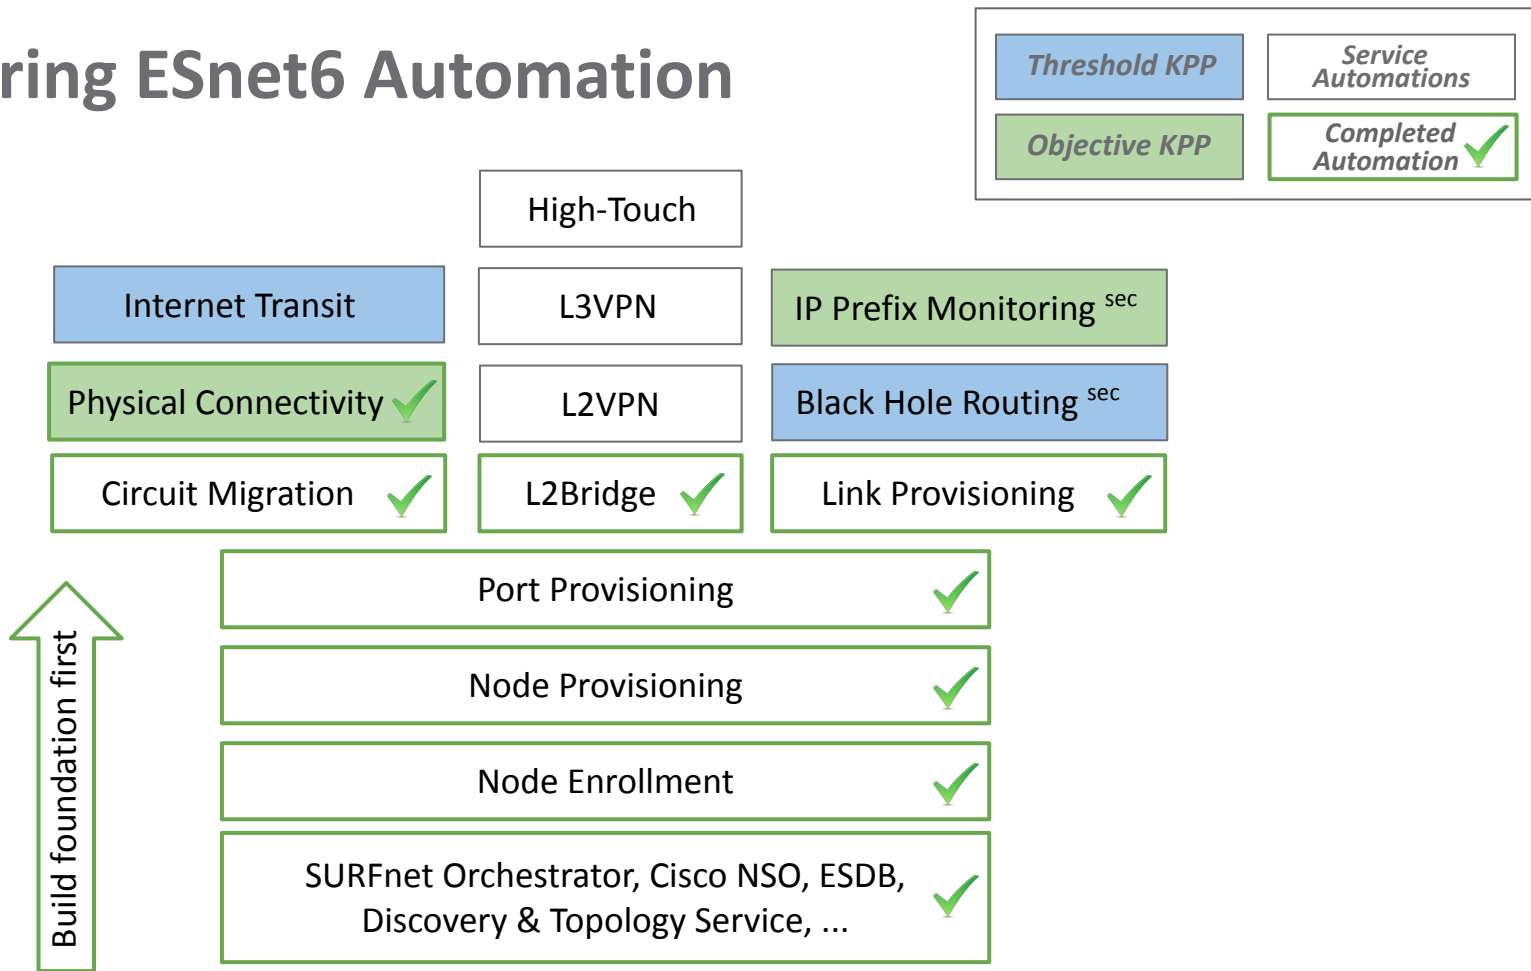 ring ESnet6 Automation
Threshold KPP
Service
Automations
Objective KPP
Completed
Automation
High-Touch
Internet Transit
L3VPN
IP Prefix Monitoring sec
Physical Connectivity
L2VPN
Black Hole Routing sec
Circuit Migration
L2Bridge
Link Provisioning
Port Provisioning
Node Provisioning
Node Enrollment
SURFnet Orchestrator, Cisco NSO, ESDB,
Discovery & Topology Service, ...
Build foundation first